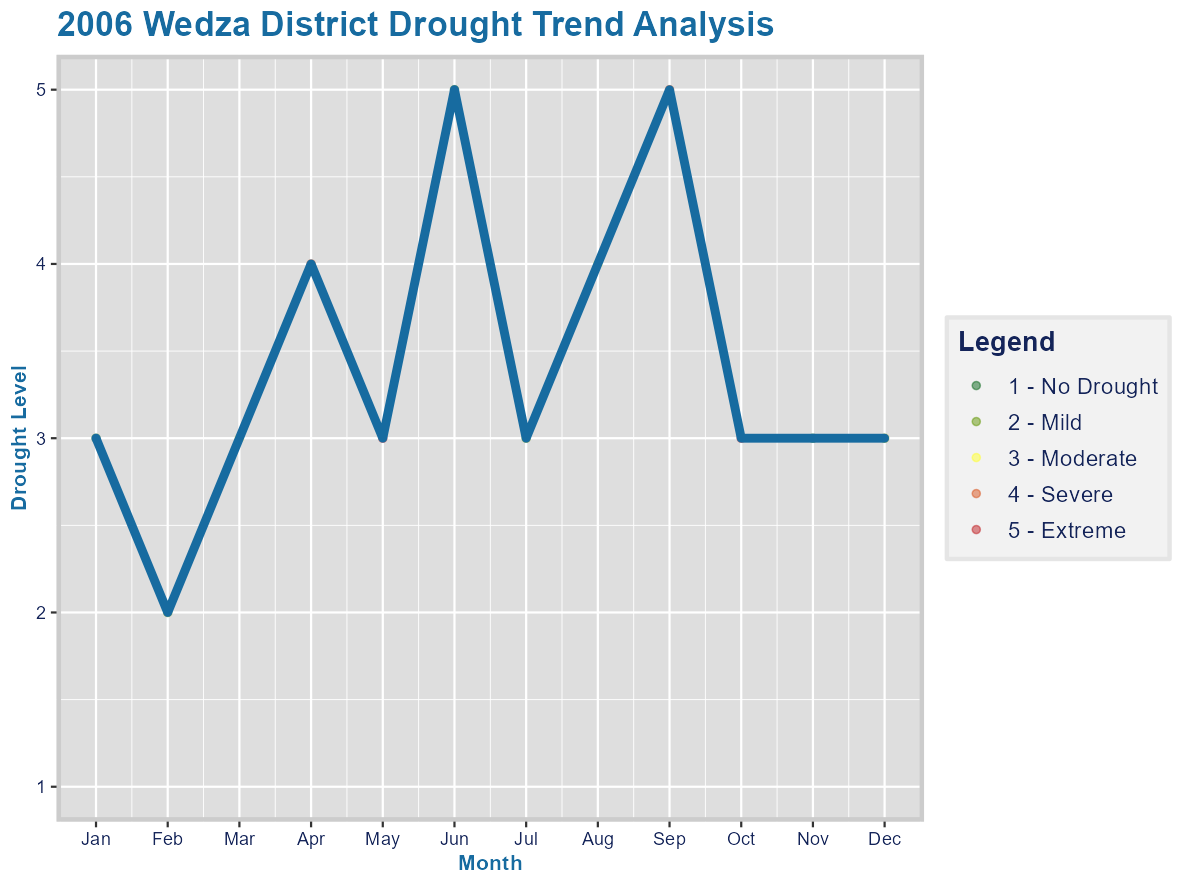 2006 Wedza District Drought Trend Analysis
Drought Level
5
4
3
2
1
Jan Feb Mar Apr May Jun Jul Aug Sep Oct Nov Dec
Month
Legend
1 - No Drought
2 - Mild
3 - Moderate
4 - Severe
5 - Extreme